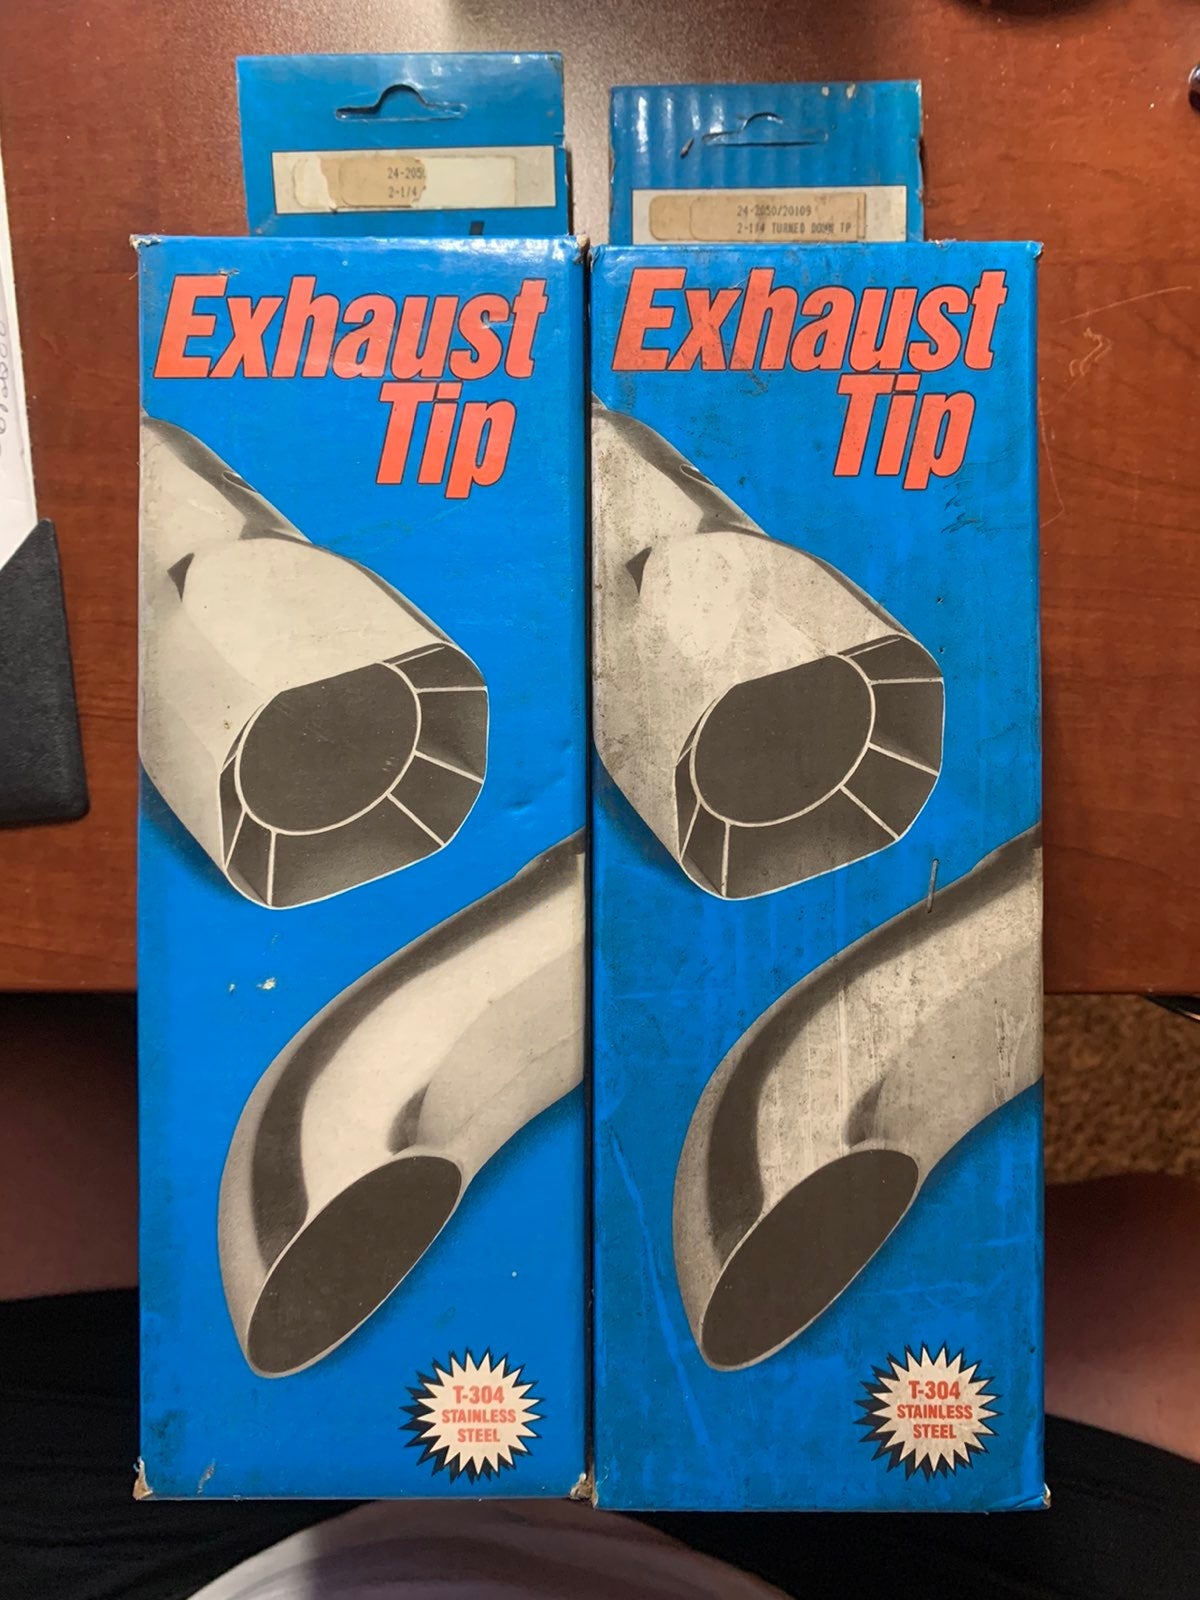 24-205
2-1/4
24-2050/20109
2-1/4 TURNED DOWN TP
Exhaust
Tip
Exhaust
Tip
T-304
STAINLESS
STEEL
T-304
STAINLESS
STEEL